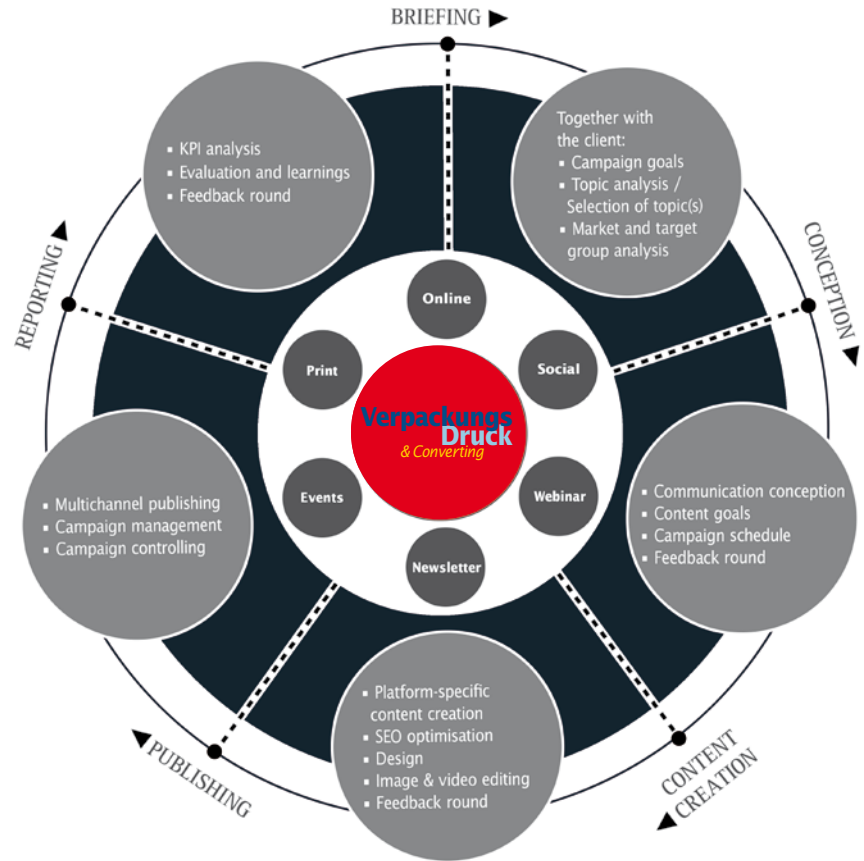 BRIEFING ►
Together with
the client:
▪ Campaign goals
▪ Topic analysis /
Selection of topic(s)
▪ Market and target
group analysis
CONCEPTION ►
▪ Communication conception
▪ Content goals
▪ Campaign schedule
▪ Feedback round
CONTENT
CREATION ►
▪ Platform-specific
content creation
▪ SEO optimisation
▪ Design
▪ Image & video editing
▪ Feedback round
PUBLISHING ►
▪ Multichannel publishing
▪ Campaign management
▪ Campaign controlling
REPORTING ►
▪ KPI analysis
▪ Evaluation and learnings
▪ Feedback round
Online
Social
Webinar
Newsletter
Events
Print
Verpackungs
Druck
& Converting